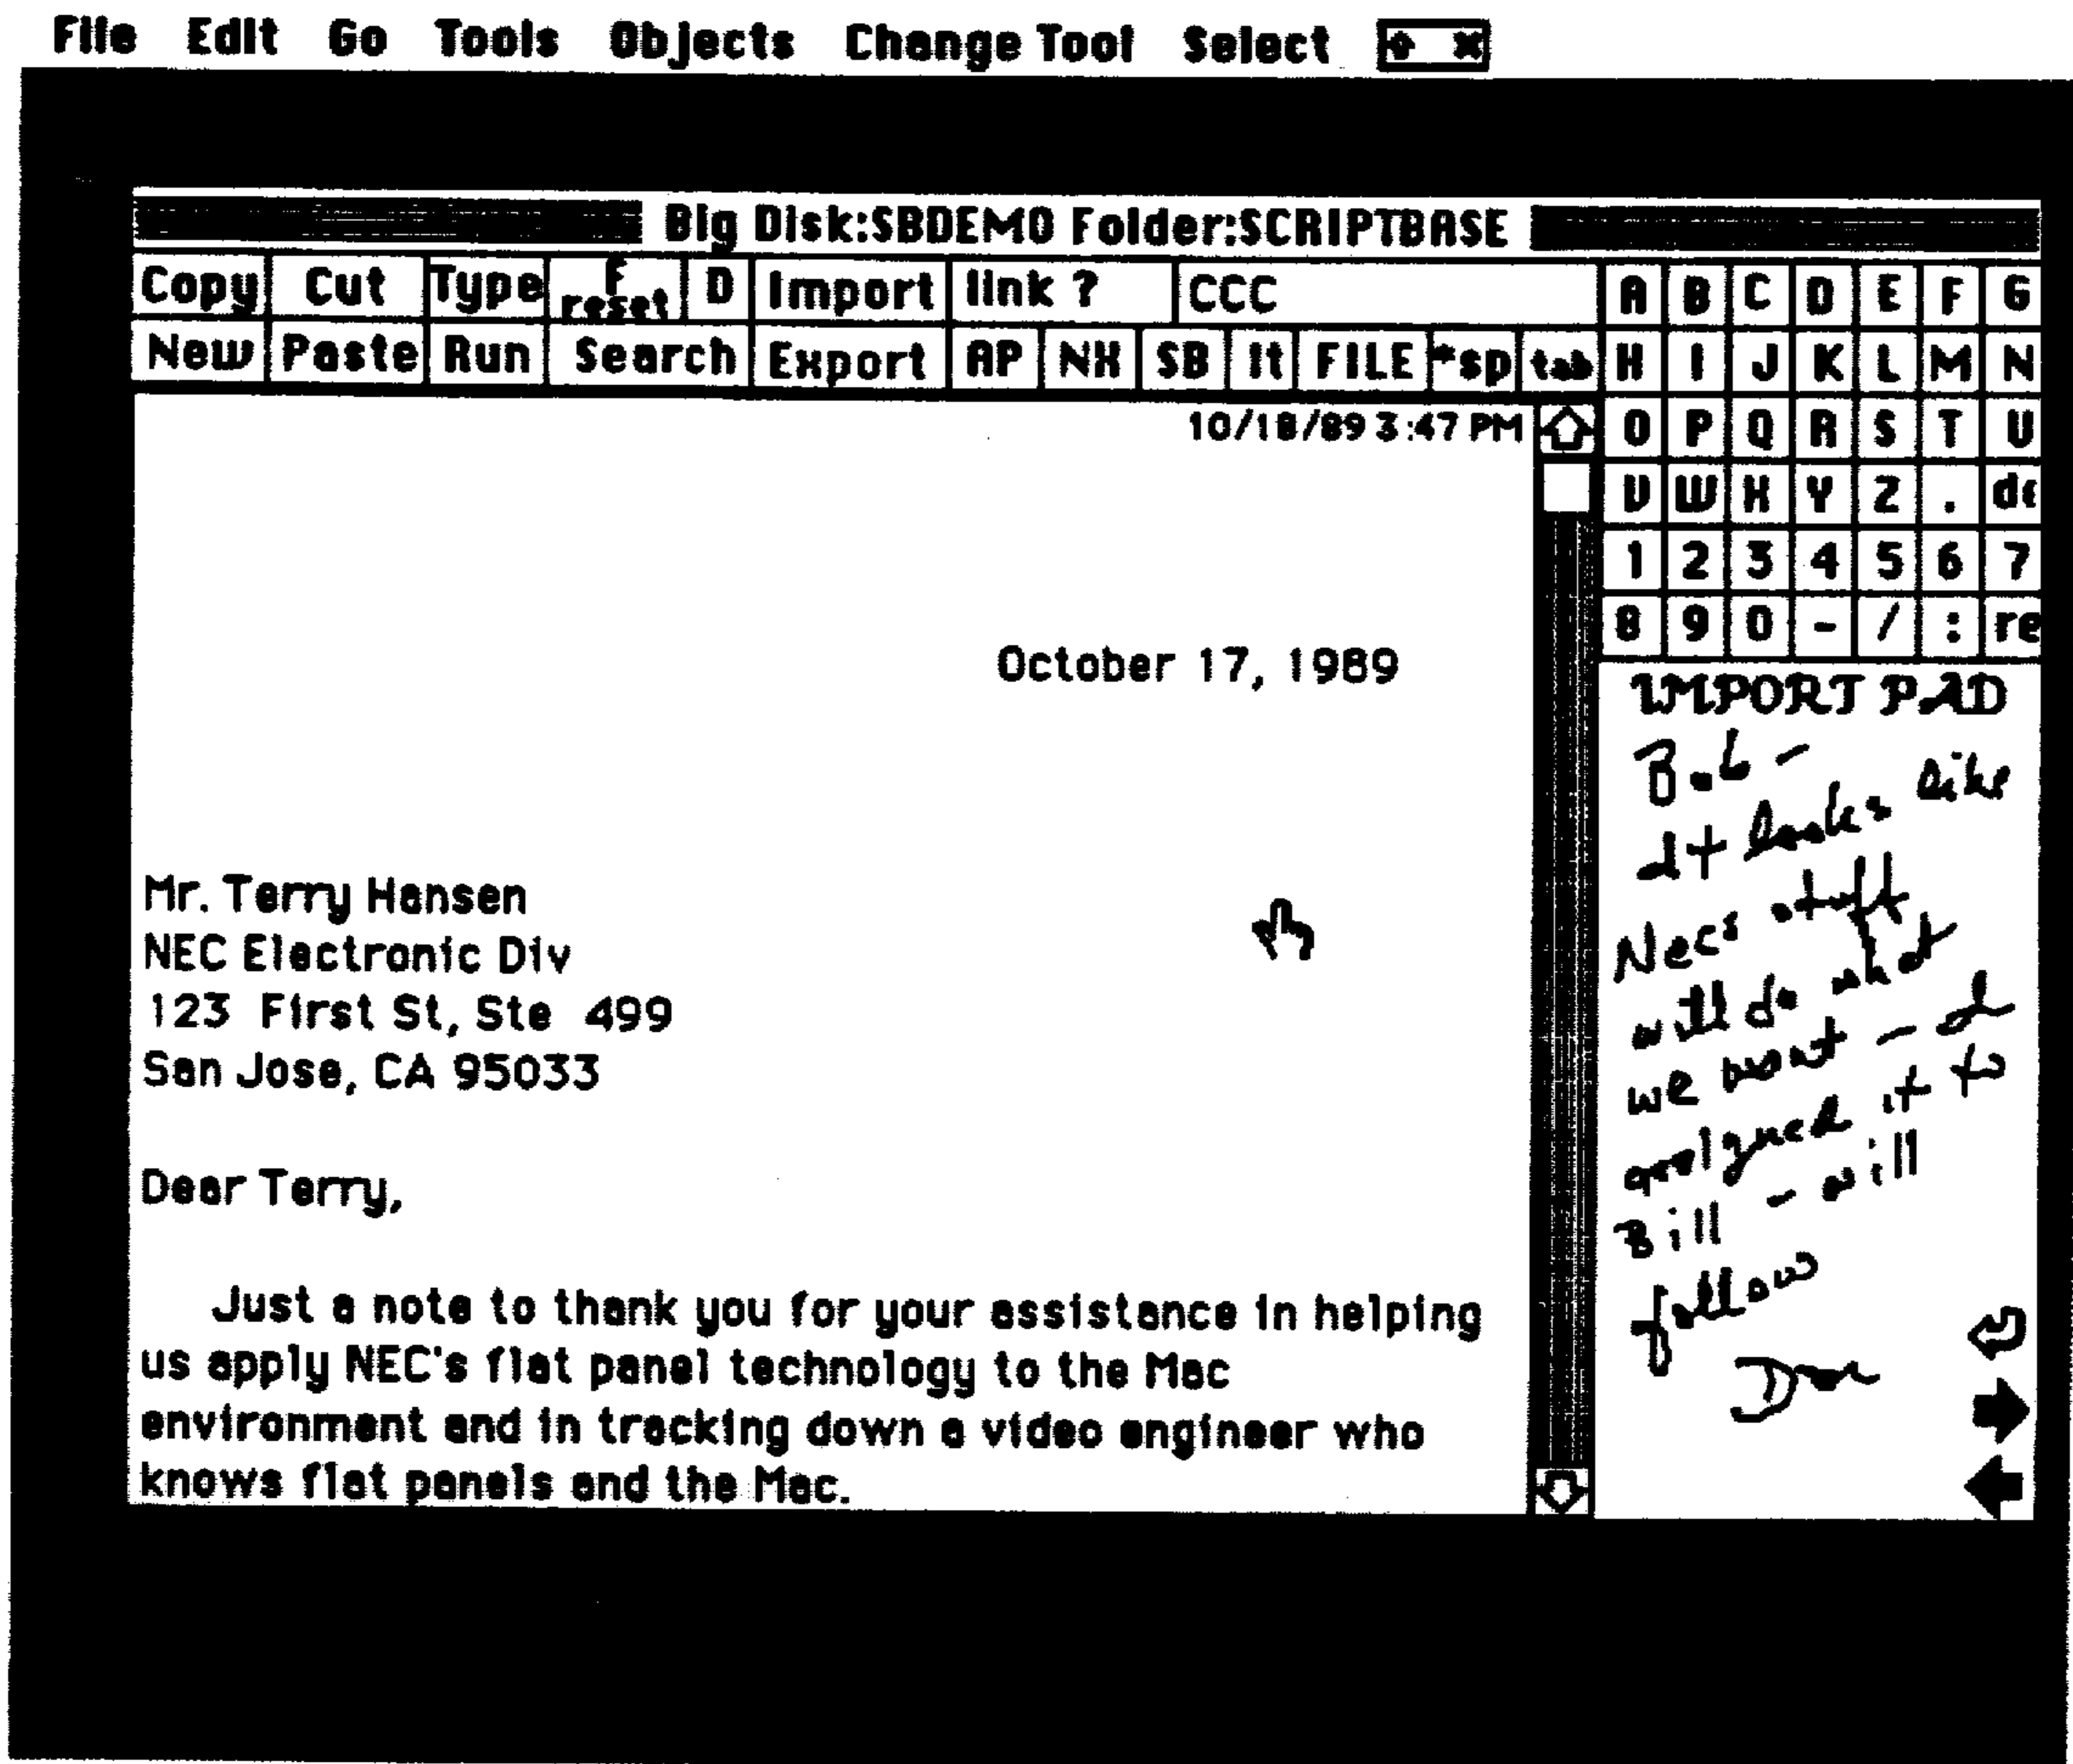 File Edit Go Tools Objects Change Tool Select
Big Disk:SBDEMO Folder:SCRIPTBASE
Copy Cut Type F reset D Import link ? CCC
New Paste Run Search Export AP NX SB It FILE *sp tab
A B C D E F G
H I J K L M N
O P Q R S T U
V W X Y Z . de
1 2 3 4 5 6 7
8 9 0 - / : re
10/18/89 3:47 PM
October 17, 1989
Mr. Terry Hansen
NEC Electronic Div
123 First St, Ste 499
San Jose, CA 95033
Dear Terry,
Just a note to thank you for your assistance in helping
us apply NEC's flat panel technology to the Mac
environment and in tracking down a video engineer who
knows flat panels and the Mac.
IMPORT PAD
Bob -
It looks like
Necs stuff
will do what
we want - I
assigned it to
Bill - will
follow